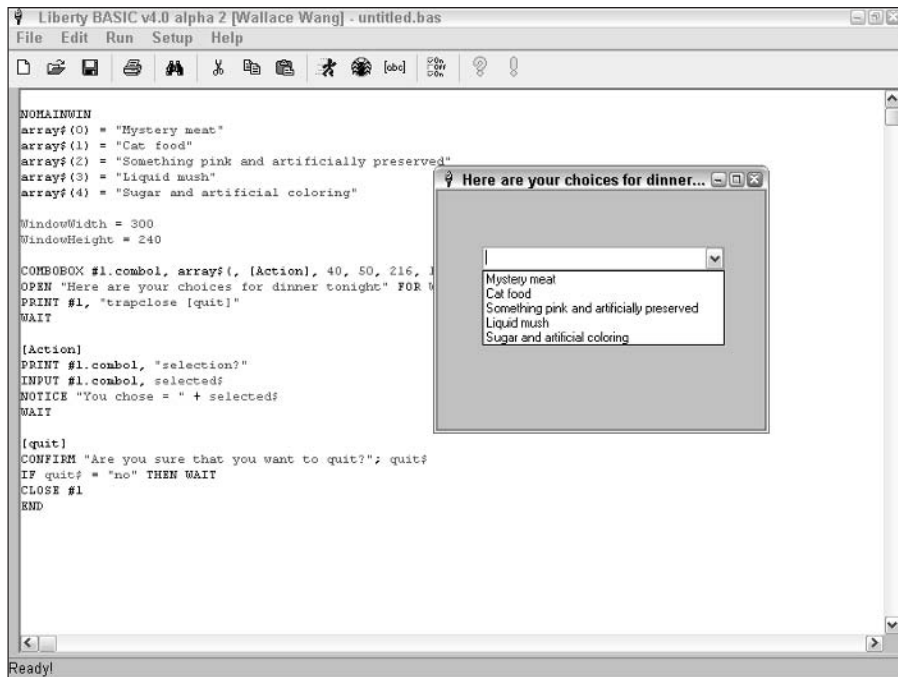 Liberty BASIC v4.0 alpha 2 [Wallace Wang] - untitled.bas
File Edit Run Setup Help
[abc] On Off On
NOMAINWIN
array$(0) = "Mystery meat"
array$(1) = "Cat food"
array$(2) = "Something pink and artificially preserved"
array$(3) = "Liquid mush"
array$(4) = "Sugar and artificial coloring"
WindowWidth = 300
WindowHeight = 240
COMBOBOX #1.combo1, array$(, [Action], 40, 50, 216,
OPEN "Here are your choices for dinner tonight" FOR
PRINT #1, "trapclose [quit]"
WAIT
[Action]
PRINT #1.combo1, "selection?"
INPUT #1.combo1, selected$
NOTICE "You chose = " + selected$
WAIT
[quit]
CONFIRM "Are you sure that you want to quit?"; quit$
IF quit$ = "no" THEN WAIT
CLOSE #1
END
Here are your choices for dinner...
Mystery meat
Cat food
Something pink and artificially preserved
Liquid mush
Sugar and artificial coloring
Ready!